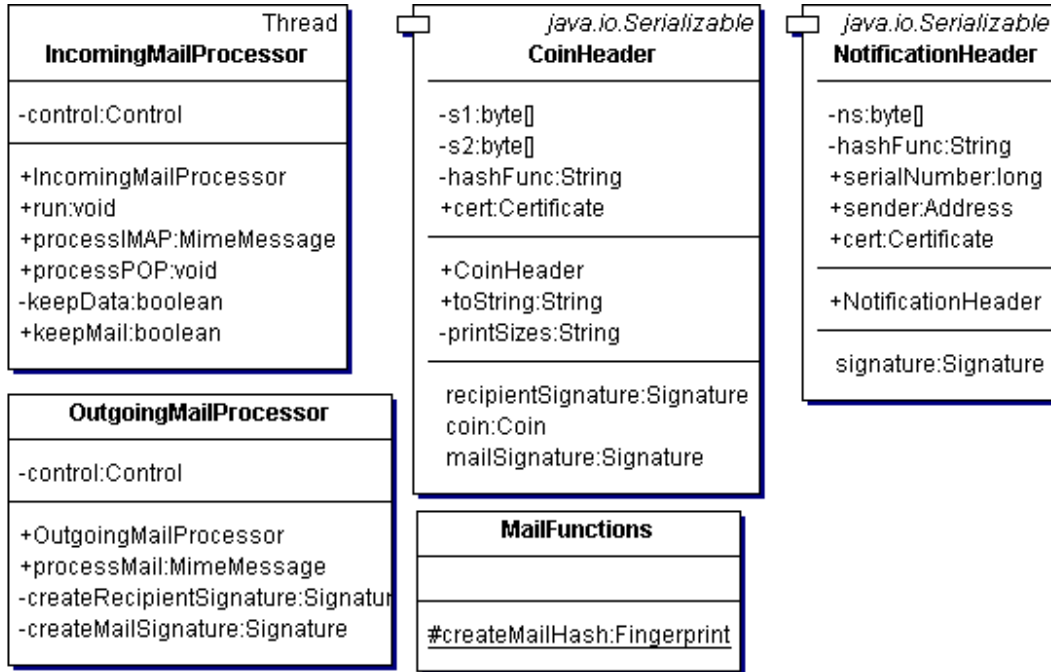 Thread
IncomingMailProcessor
-control:Control
+IncomingMailProcessor
+run:void
+processIMAP:MimeMessage
+processPOP:void
-keepData:boolean
+keepMail:boolean
OutgoingMailProcessor
-control:Control
+OutgoingMailProcessor
+processMail:MimeMessage
-createRecipientSignature:Signatur
-createMailSignature:Signature
java.io.Serializable
CoinHeader
-s1:byte[]
-s2:byte[]
-hashFunc:String
+cert:Certificate
+CoinHeader
+toString:String
-printSizes:String
recipientSignature:Signature
coin:Coin
mailSignature:Signature
MailFunctions
#createMailHash:Fingerprint
java.io.Serializable
NotificationHeader
-ns:byte[]
-hashFunc:String
+serialNumber:long
+sender:Address
+cert:Certificate
+NotificationHeader
signature:Signature